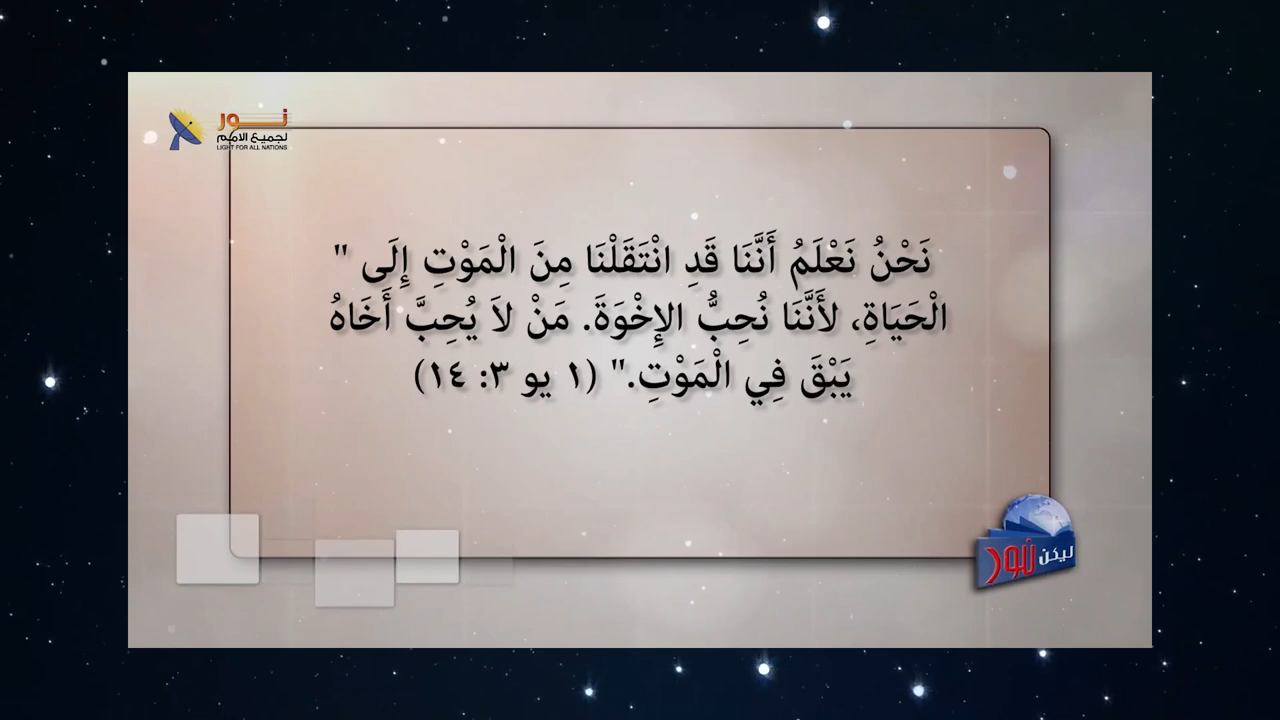 نور
لجميع الامم
LIGHT FOR ALL NATIONS
نَحْنُ نَعْلَمُ أَنَّنَا قَدِ انْتَقَلْنَا مِنَ الْمَوْتِ إِلَى "
الْحَيَاةِ، لأَنَّنَا نُحِبُّ الإِخْوَةَ. مَنْ لاَ يُحِبَّ أَخَاهُ
يَبْقَ فِي الْمَوْتِ." (١ يو ٣: ١٤)
ليكن نور